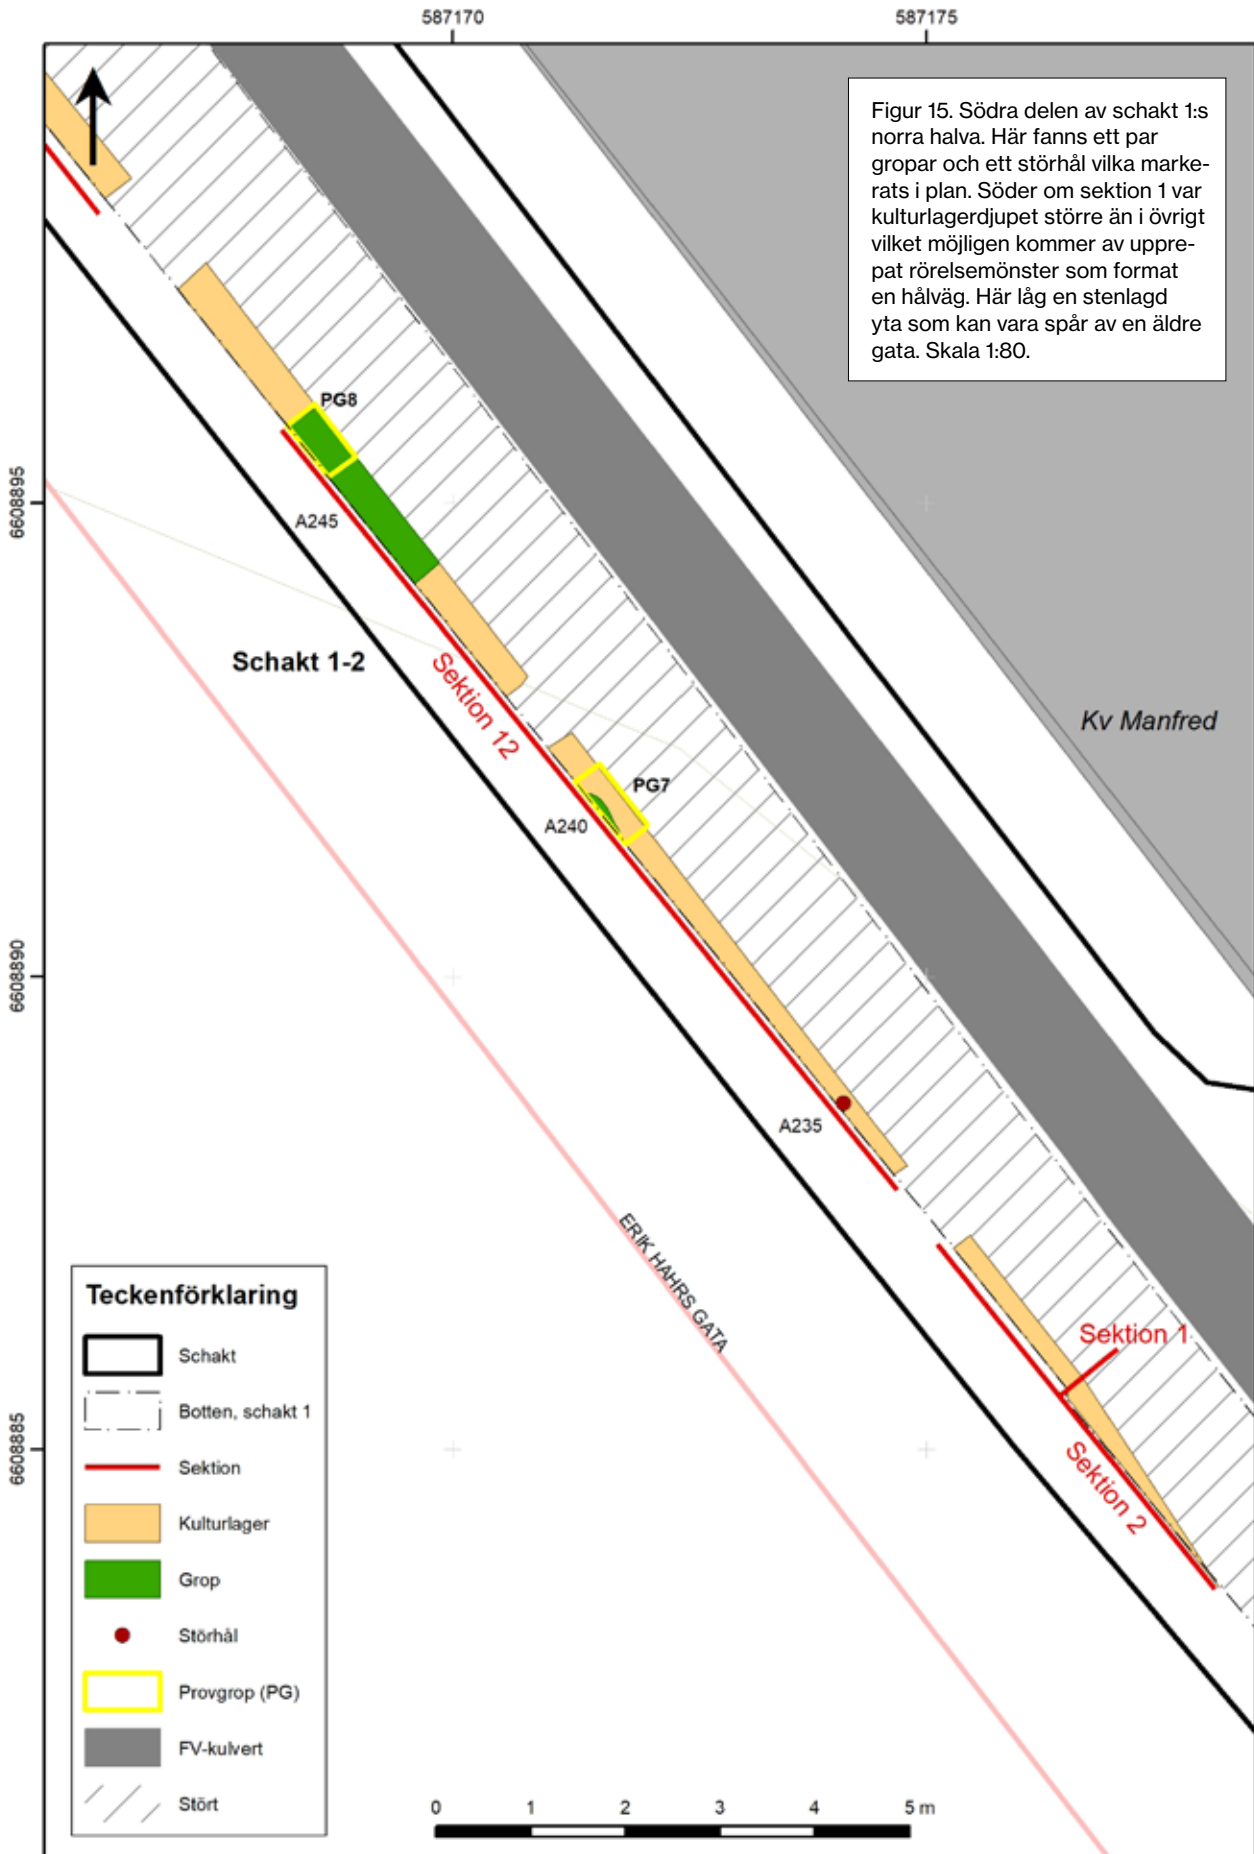 587170
587175
Figur 15. Södra delen av schakt 1:s
norra halva. Här fanns ett par
gropar och ett störhål vilka marke-
rats i plan. Söder om sektion 1 var
kulturlagerdjupet större än i övrigt
vilket möjligen kommer av uppre-
pat rörelsemönster som format
en hålväg. Här låg en stenlagd
yta som kan vara spår av en äldre
gata. Skala 1:80.
PG8
6608895
A245
Schakt 1-2
Sektion 12
Kv Manfred
PG7
A240
6608890
A235
ERIK HAHRS GATA
Sektion 1
6608885
Sektion 2
Teckenförklaring
Schakt
Botten, schakt 1
Sektion
Kulturlager
Grop
Störhål
Provgrop (PG)
FV-kulvert
Stört
0 1 2 3 4 5 m